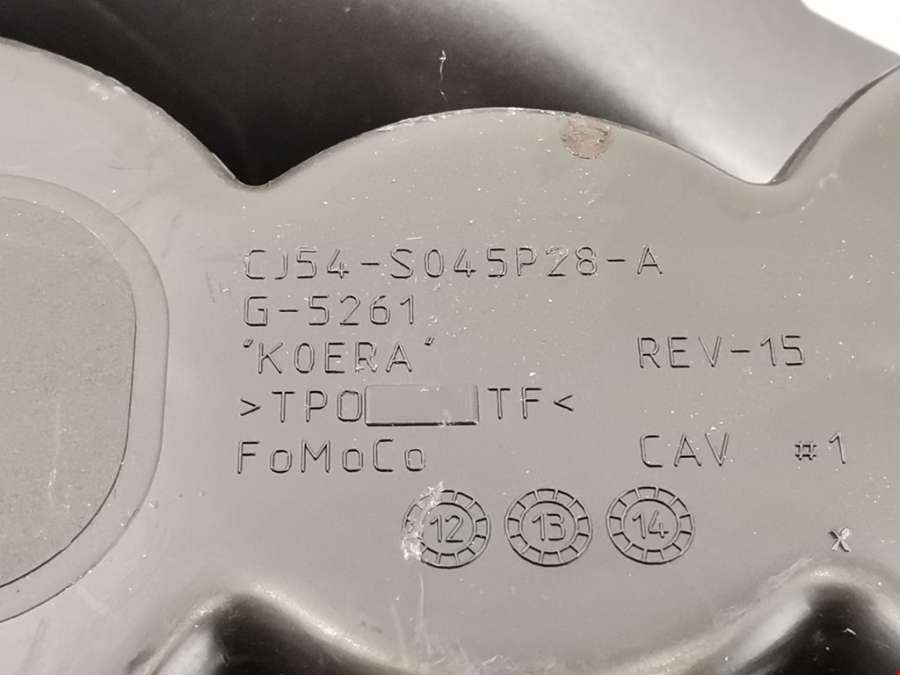 CJ54-S045P28-A
G-5261
"KOERA" REV-15
>TPO TF<
FoMoCo CAV #1
12 13 14
x